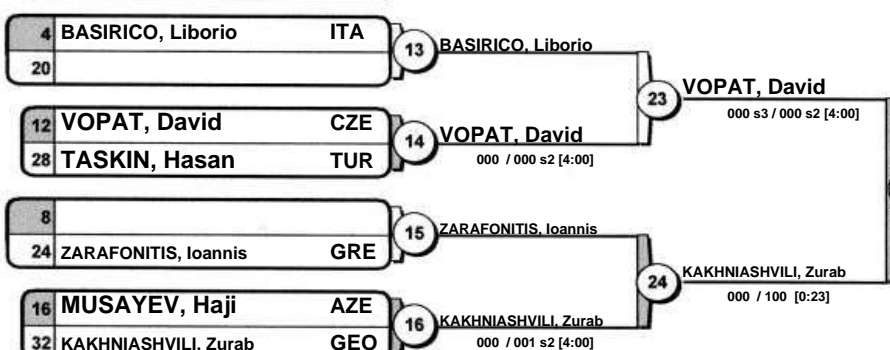 4 BASIRICO, Liborio ITA
20
13 BASIRICO, Liborio
12 VOPAT, David CZE
28 TASKIN, Hasan TUR
14 VOPAT, David
000 / 000 s2 [4:00]
23 VOPAT, David
000 s3 / 000 s2 [4:00]
8
24 ZARAFONITIS, Ioannis GRE
15 ZARAFONITIS, Ioannis
16 MUSAYEV, Haji AZE
32 KAKHNIASHVILI, Zurab GEO
16 KAKHNIASHVILI, Zurab
000 / 001 s2 [4:00]
24 KAKHNIASHVILI, Zurab
000 / 100 [0:23]